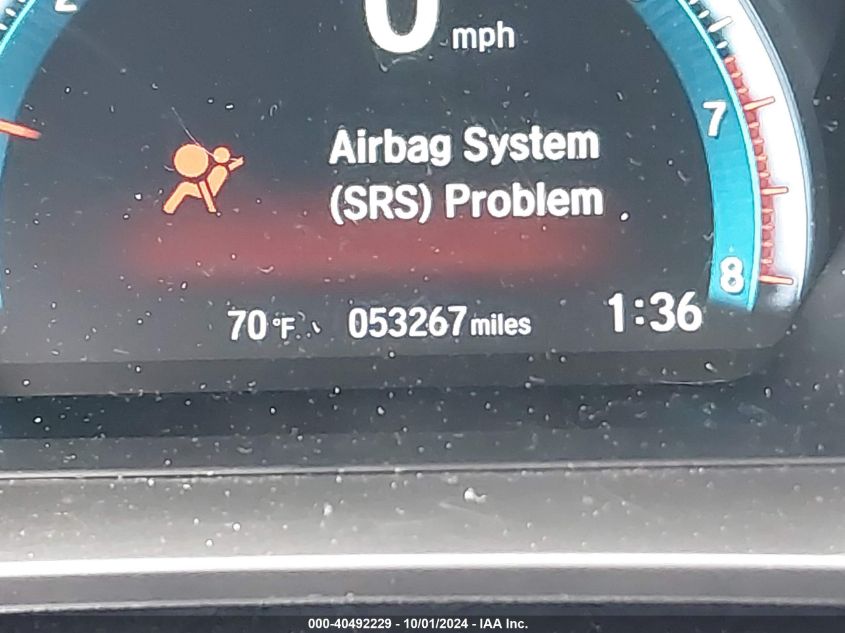 2
0 mph
Airbag System
(SRS) Problem
7
8
70°F
053267 miles
1:36
000-40492229 - 10/01/2024 - IAA Inc.